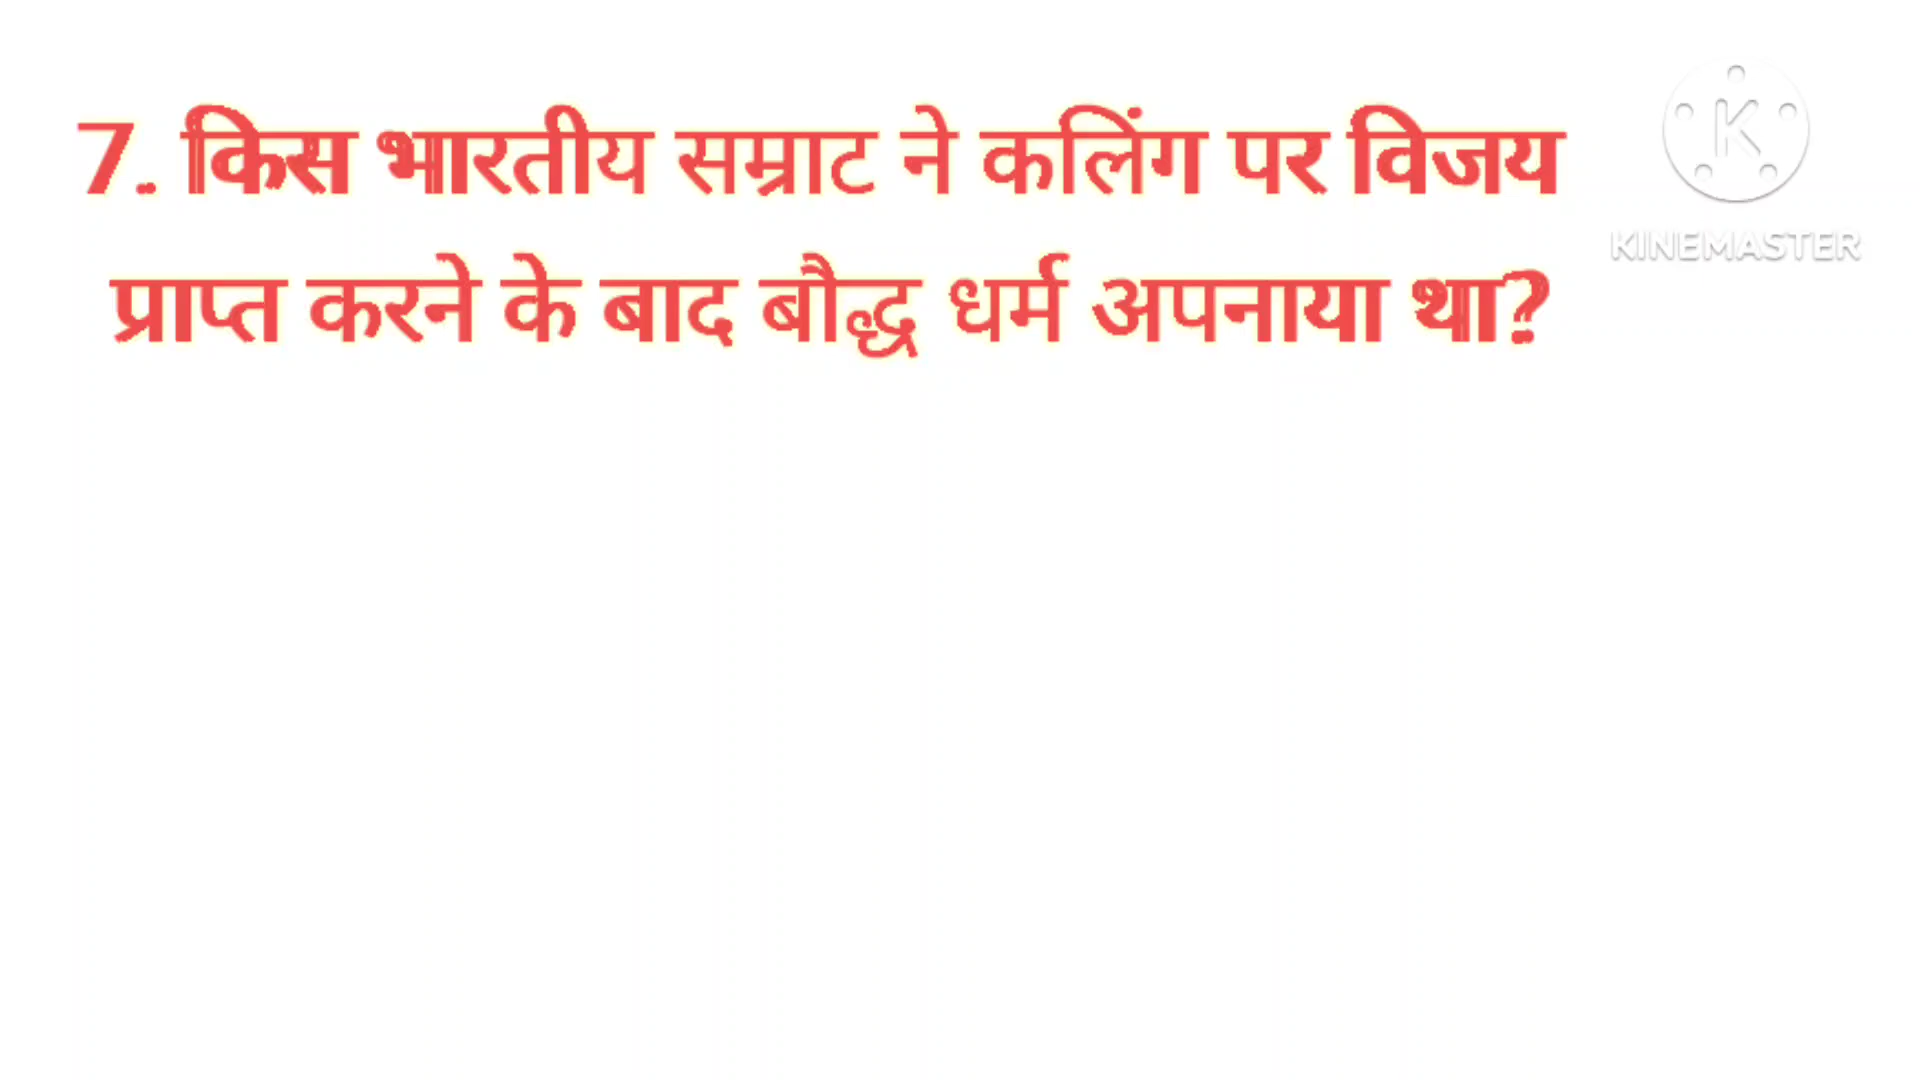 7. किस भारतीय सम्राट ने कलिंग पर विजय
प्राप्त करने के बाद बौद्ध धर्म अपनाया था?
K
KINEMASTER